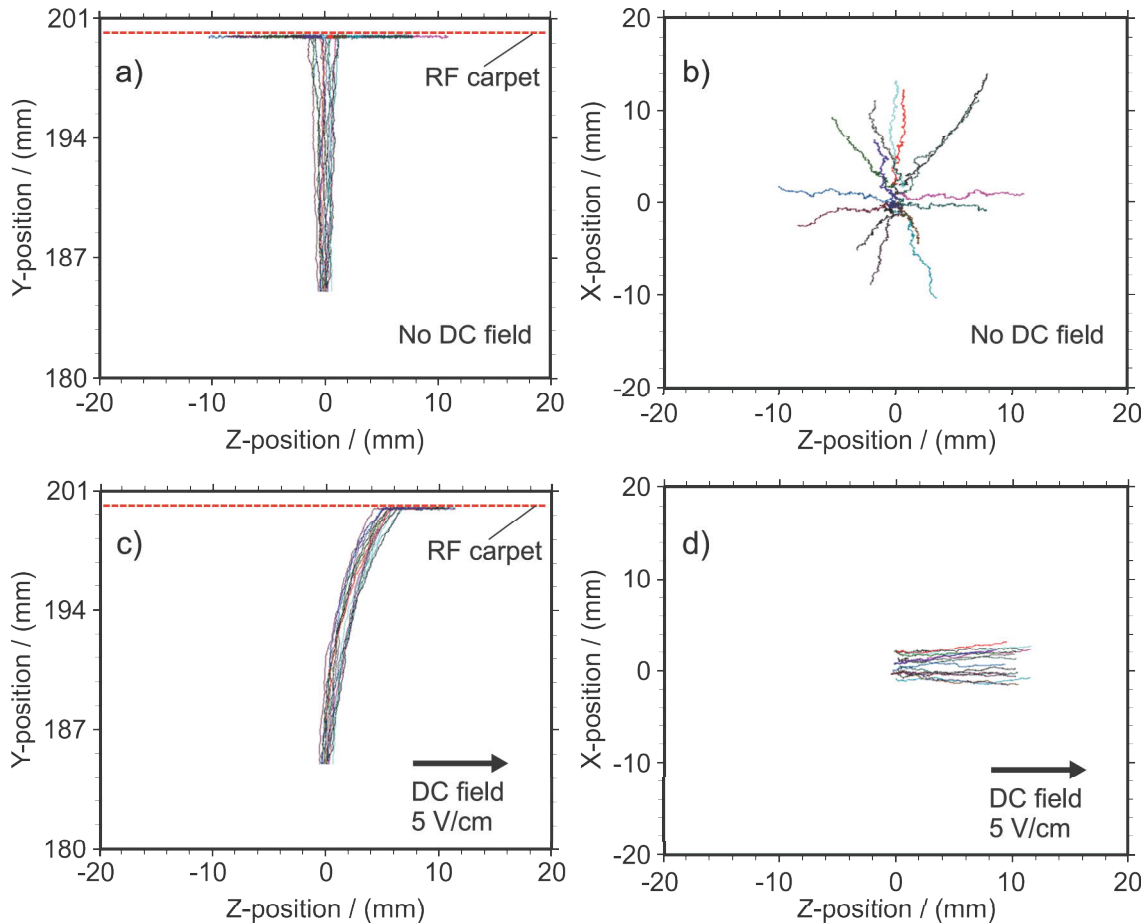 201
194
187
180
Y-position / (mm)
a)
RF carpet
No DC field
-20
-10
0
10
20
Z-position / (mm)
20
10
0
-10
-20
X-position / (mm)
b)
No DC field
-20
-10
0
10
20
Z-position / (mm)
201
194
187
180
Y-position / (mm)
c)
RF carpet
DC field
5 V/cm
-20
-10
0
10
20
Z-position / (mm)
20
10
0
-10
-20
X-position / (mm)
d)
DC field
5 V/cm
-20
-10
0
10
20
Z-position / (mm)